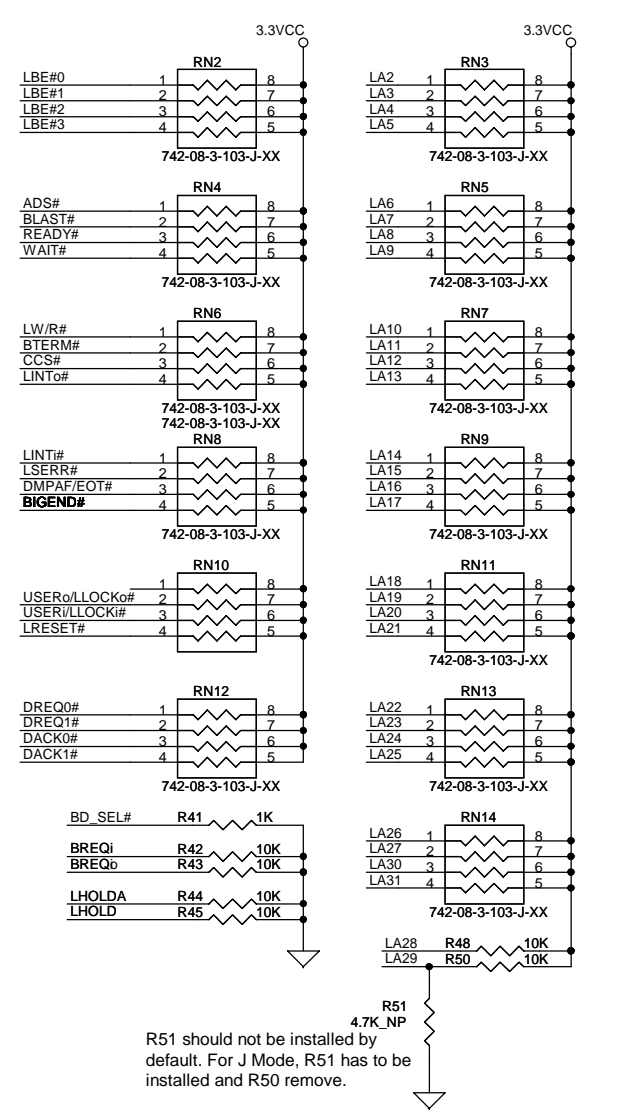 3.3VCC
RN2
LBE#0 1 8
LBE#1 2 7
LBE#2 3 6
LBE#3 4 5
742-08-3-103-J-XX
RN4
ADS# 1 8
BLAST# 2 7
READY# 3 6
WAIT# 4 5
742-08-3-103-J-XX
RN6
LW/R# 1 8
BTERM# 2 7
CCS# 3 6
LINTo# 4 5
742-08-3-103-J-XX
742-08-3-103-J-XX
RN8
LINTi# 1 8
LSERR# 2 7
DMPAF/EOT# 3 6
BIGEND# 4 5
742-08-3-103-J-XX
RN10
1 8
USERo/LLOCKo# 2 7
USERi/LLOCKi# 3 6
LRESET# 4 5
RN12
DREQ0# 1 8
DREQ1# 2 7
DACK0# 3 6
DACK1# 4 5
742-08-3-103-J-XX
BD_SEL# R41 1K
BREQi R42 10K
BREQo R43 10K
LHOLDA R44 10K
LHOLD R45 10K
3.3VCC
RN3
LA2 1 8
LA3 2 7
LA4 3 6
LA5 4 5
742-08-3-103-J-XX
RN5
LA6 1 8
LA7 2 7
LA8 3 6
LA9 4 5
742-08-3-103-J-XX
RN7
LA10 1 8
LA11 2 7
LA12 3 6
LA13 4 5
742-08-3-103-J-XX
RN9
LA14 1 8
LA15 2 7
LA16 3 6
LA17 4 5
742-08-3-103-J-XX
RN11
LA18 1 8
LA19 2 7
LA20 3 6
LA21 4 5
742-08-3-103-J-XX
RN13
LA22 1 8
LA23 2 7
LA24 3 6
LA25 4 5
742-08-3-103-J-XX
RN14
LA26 1 8
LA27 2 7
LA30 3 6
LA31 4 5
742-08-3-103-J-XX
LA28 R48 10K
LA29 R50 10K
R51
4.7K_NP
R51 should not be installed by
default. For J Mode, R51 has to be
installed and R50 remove.